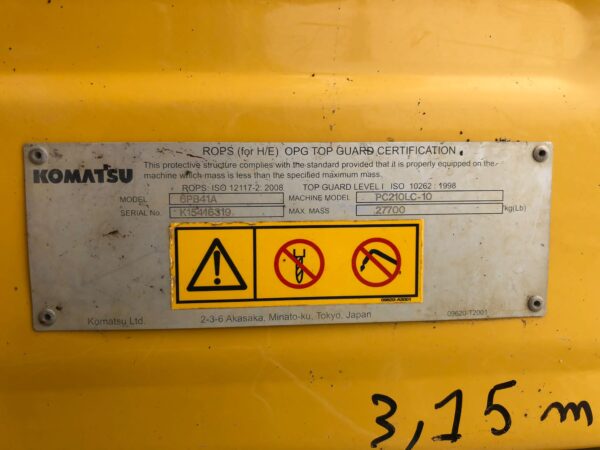 ROPS (for H/E) OPG TOP GUARD CERTIFICATION
This protective structure complies with the standard provided that it is properly equipped on the
machine which mass is less than the specified maximum mass.
KOMATSU
ROPS: ISO 12117-2: 2008 TOP GUARD LEVEL I ISO 10262 : 1998
MODEL 6PB41A MACHINE MODEL PC210LC-10
SERIAL No. MAX. MASS 27700 kg(Lb)
09620-A2001
Komatsu Ltd. 2-3-6 Akasaka, Minato-ku, Tokyo, Japan 09620-T2001
3,15 m